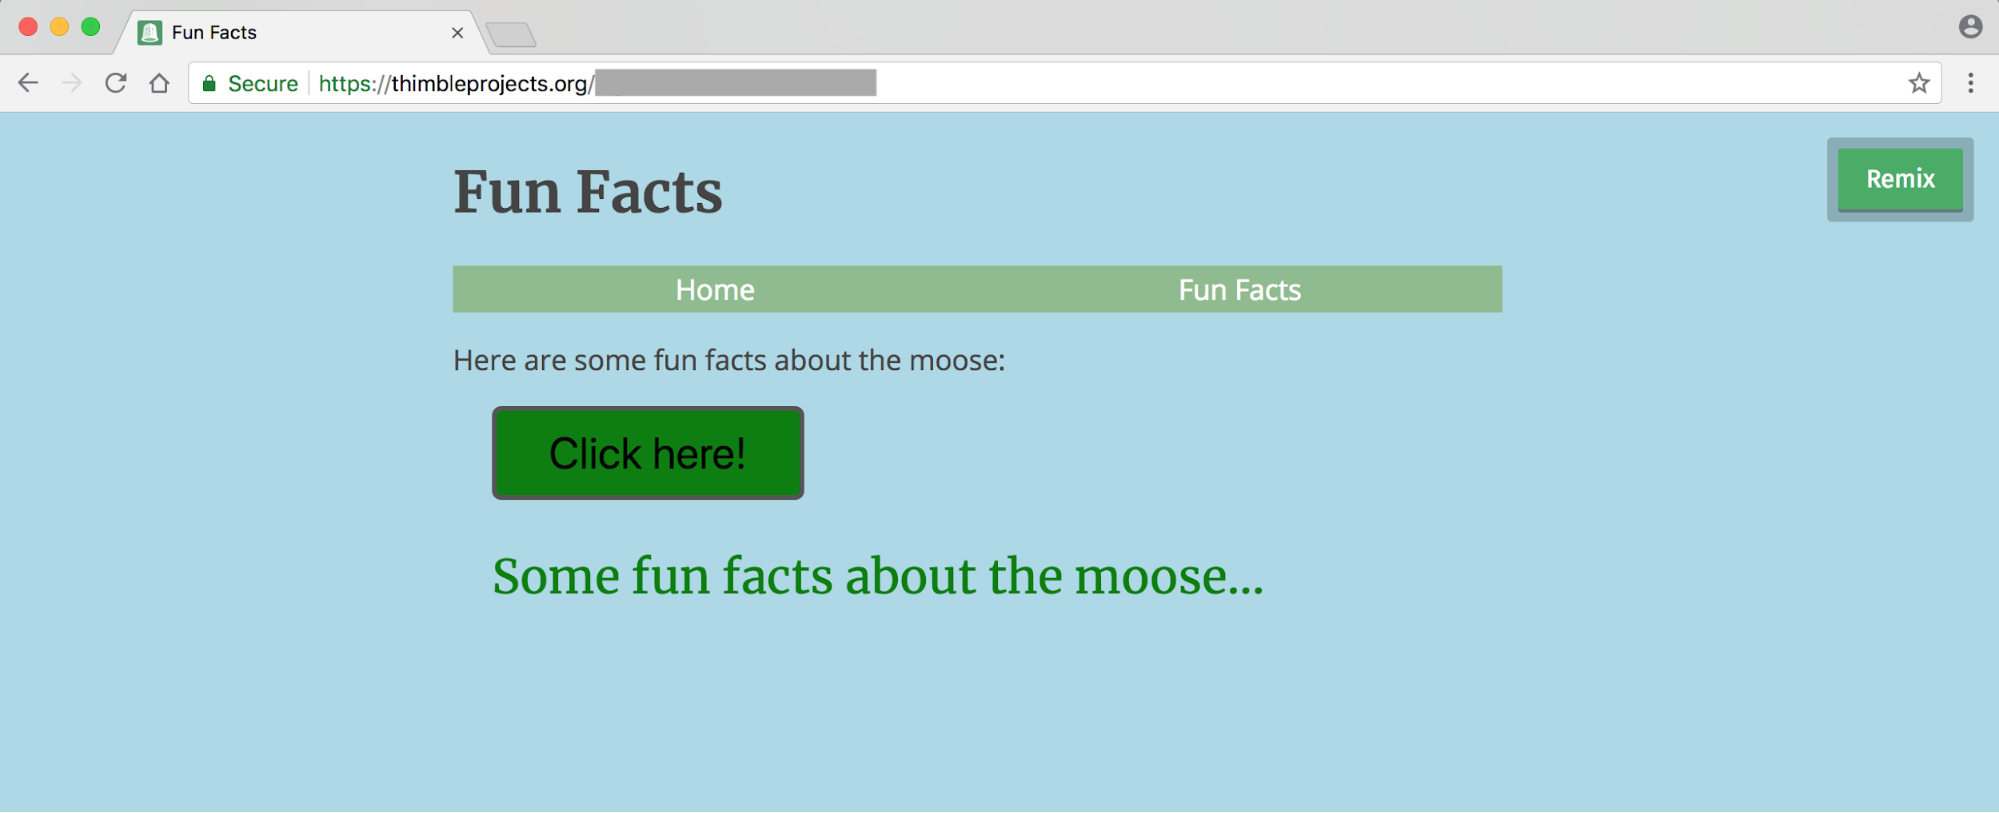 Fun Facts
Secure https://thimbleprojects.org/
Remix
Fun Facts
Home Fun Facts
Here are some fun facts about the moose:
Click here!
Some fun facts about the moose...